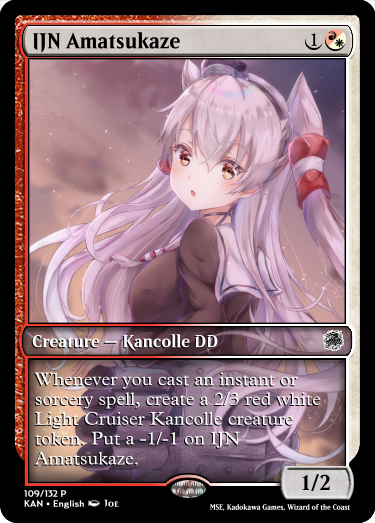 IJN Amatsukaze 1
Creature — Kancolle DD
Whenever you cast an instant or
sorcery spell, create a 2/3 red white
Light Cruiser Kancolle creature
token. Put a -1/-1 on IJN
Amatsukaze.
1/2
109/132 P
KAN • English JOE
MSE, Kadokawa Games, Wizard of the Coast